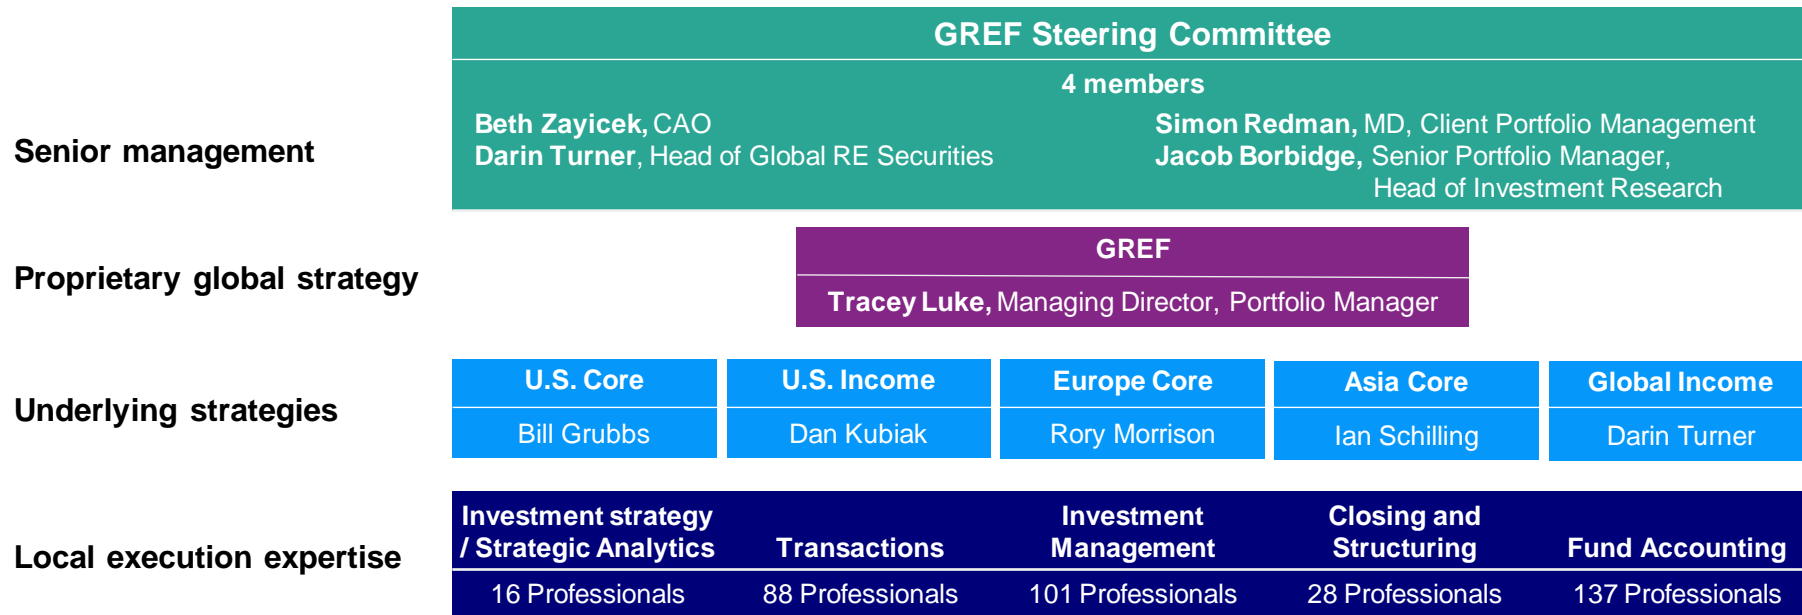 GREF Steering Committee
4 members
Senior management
Beth Zayicek, CAO
Darin Turner, Head of Global RE Securities
Simon Redman, MD, Client Portfolio Management
Jacob Borbidge, Senior Portfolio Manager,
Head of Investment Research
Proprietary global strategy
GREF
Tracey Luke, Managing Director, Portfolio Manager
Underlying strategies
U.S. Core
Bill Grubbs
U.S. Income
Dan Kubiak
Europe Core
Rory Morrison
Asia Core
Ian Schilling
Global Income
Darin Turner
Local execution expertise
Investment strategy
/ Strategic Analytics
16 Professionals
Transactions
88 Professionals
Investment
Management
101 Professionals
Closing and
Structuring
28 Professionals
Fund Accounting
137 Professionals